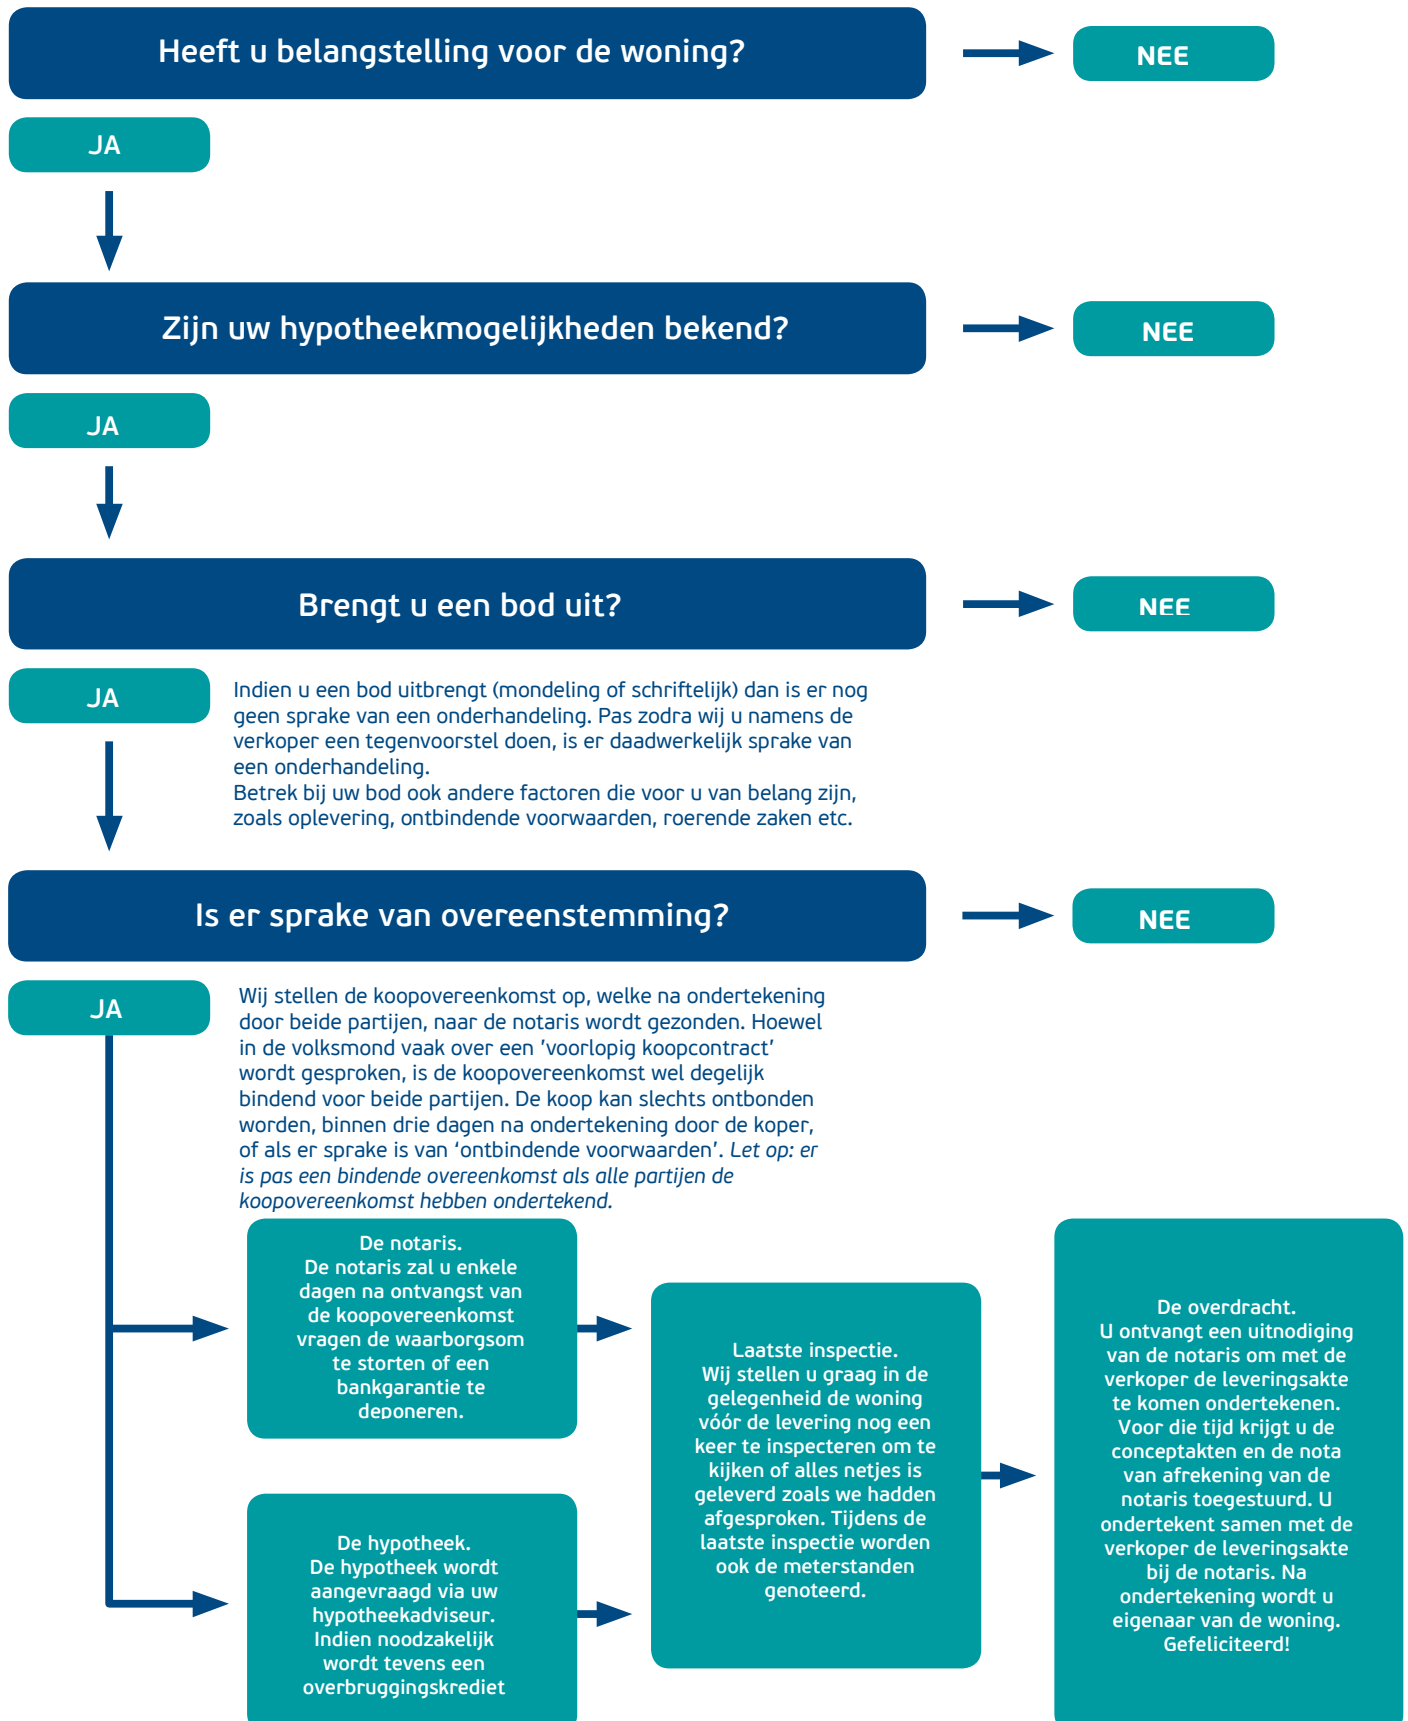 Heeft u belangstelling voor de woning?
NEE
JA
Zijn uw hypotheekmogelijkheden bekend?
NEE
JA
Brengt u een bod uit?
NEE
JA
Indien u een bod uitbrengt (mondeling of schriftelijk) dan is er nog
geen sprake van een onderhandeling. Pas zodra wij u namens de
verkoper een tegenvoorstel doen, is er daadwerkelijk sprake van
een onderhandeling.
Betrek bij uw bod ook andere factoren die voor u van belang zijn,
zoals oplevering, ontbindende voorwaarden, roerende zaken etc.
Is er sprake van overeenstemming?
NEE
JA
Wij stellen de koopovereenkomst op, welke na ondertekening
door beide partijen, naar de notaris wordt gezonden. Hoewel
in de volksmond vaak over een 'voorlopig koopcontract'
wordt gesproken, is de koopovereenkomst wel degelijk
bindend voor beide partijen. De koop kan slechts ontbonden
worden, binnen drie dagen na ondertekening door de koper,
of als er sprake is van ‘ontbindende voorwaarden’. Let op: er
is pas een bindende overeenkomst als alle partijen de
koopovereenkomst hebben ondertekend.
De notaris.
De notaris zal u enkele
dagen na ontvangst van
de koopovereenkomst
vragen de waarborgsom
te storten of een
bankgarantie te
deponeren.
De hypotheek.
De hypotheek wordt
aangevraagd via uw
hypotheekadviseur.
Indien noodzakelijk
wordt tevens een
overbruggingskrediet
Laatste inspectie.
Wij stellen u graag in de
gelegenheid de woning
vóór de levering nog een
keer te inspecteren om te
kijken of alles netjes is
geleverd zoals we hadden
afgesproken. Tijdens de
laatste inspectie worden
ook de meterstanden
genoteerd.
De overdracht.
U ontvangt een uitnodiging
van de notaris om met de
verkoper de leveringsakte
te komen ondertekenen.
Voor die tijd krijgt u de
conceptakten en de nota
van afrekening van de
notaris toegestuurd. U
ondertekent samen met de
verkoper de leveringsakte
bij de notaris. Na
ondertekening wordt u
eigenaar van de woning.
Gefeliciteerd!